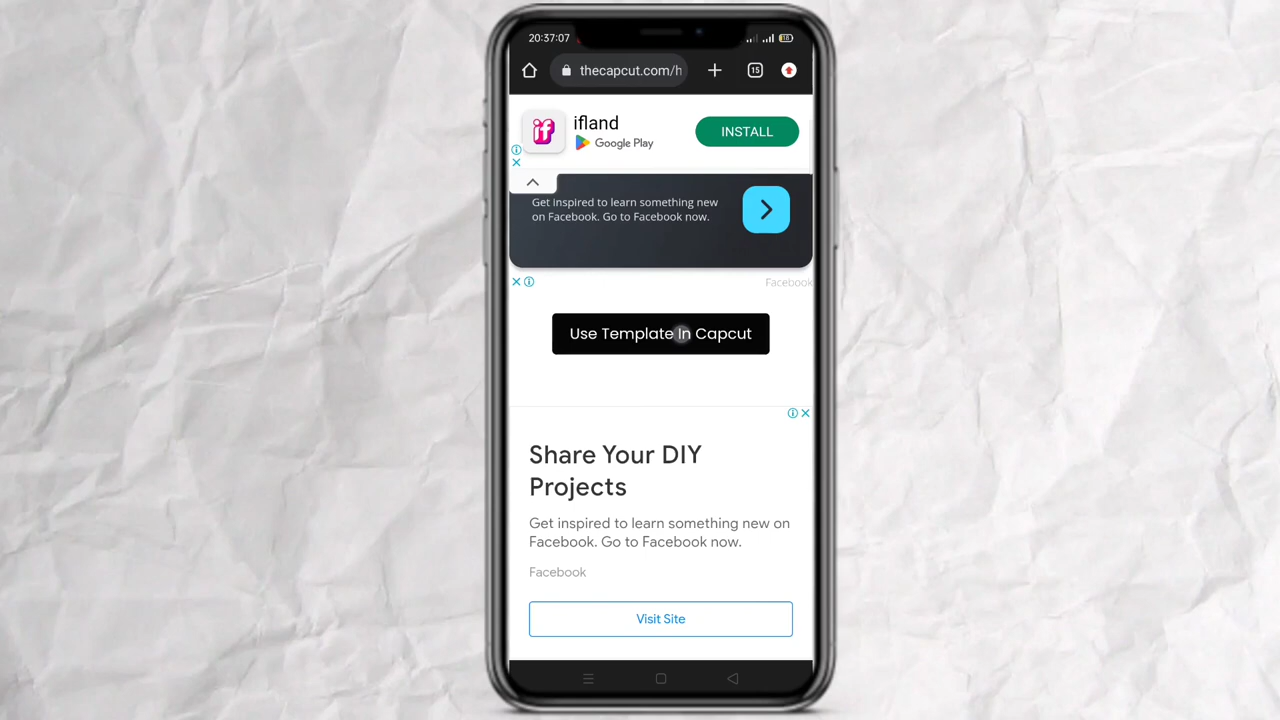 20:37:07
18
thecapcut.com/h
15
if
ifland
Google Play
INSTALL
Get inspired to learn something new
on Facebook. Go to Facebook now.
Facebook
Use Template In Capcut
Share Your DIY
Projects
Get inspired to learn something new on
Facebook. Go to Facebook now.
Facebook
Visit Site